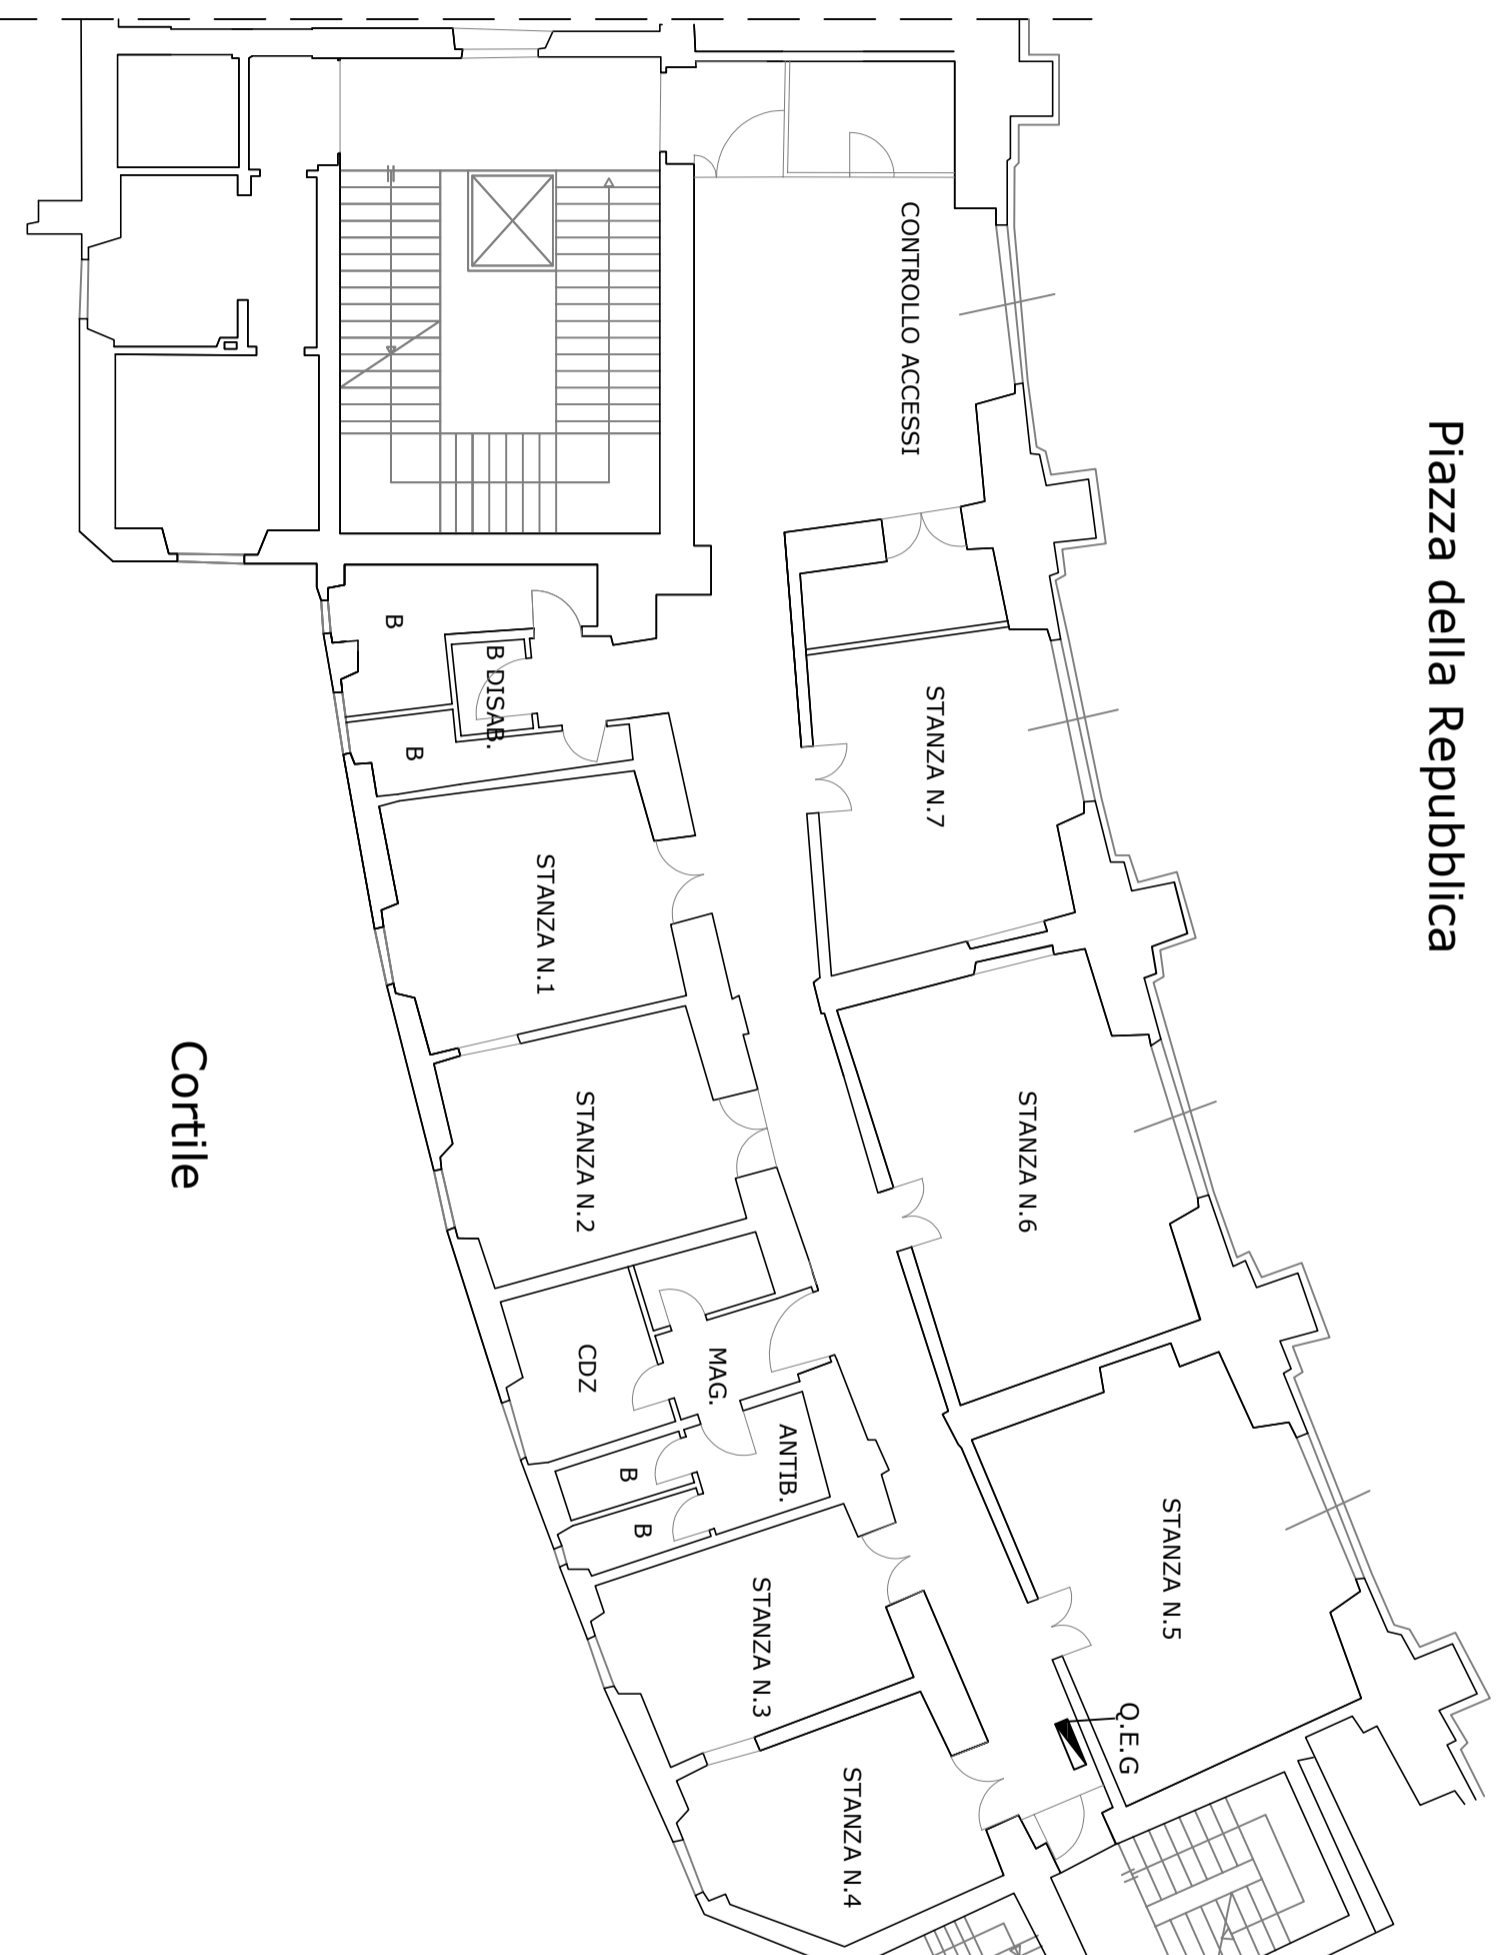 Piazza della Repubblica
CONTROLLO ACCESSI
STANZA N.7
STANZA N.6
STANZA N.5
Q.E.G
B
B DISAB.
B
STANZA N.1
STANZA N.2
CDZ
MAG.
ANTIB.
B
B
STANZA N.3
STANZA N.4
Cortile